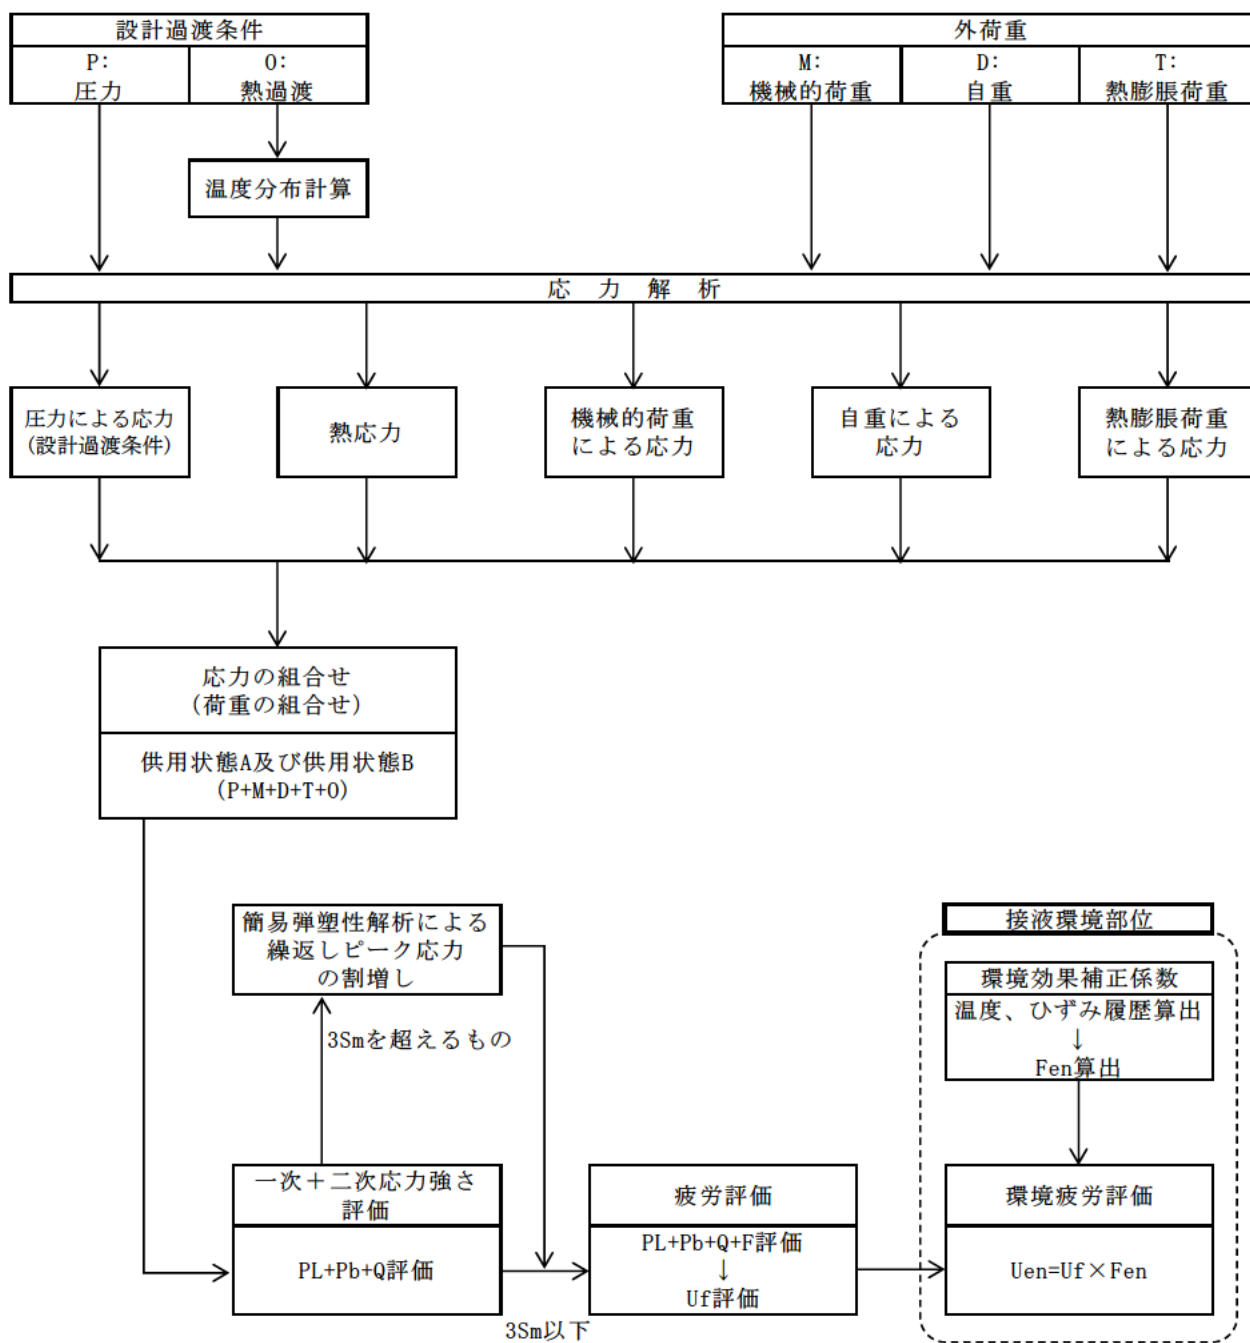 設計過渡条件
P:
圧力
O:
熱過渡
外荷重
M:
機械的荷重
D:
自重
T:
熱膨脹荷重
温度分布計算
応 力 解 析
圧力による応力
(設計過渡条件)
熱応力
機械的荷重
による応力
自重による
応力
熱膨脹荷重
による応力
応力の組合せ
(荷重の組合せ)
供用状態A及び供用状態B
(P+M+D+T+O)
簡易弾塑性解析による
繰返しピーク応力
の割増し
3Smを超えるもの
接液環境部位
環境効果補正係数
温度、ひずみ履歴算出
↓
Fen算出
一次＋二次応力強さ
評価
PL+Pb+Q評価
3Sm以下
疲労評価
PL+Pb+Q+F評価
↓
Uf評価
環境疲労評価
Uen=Uf×Fen